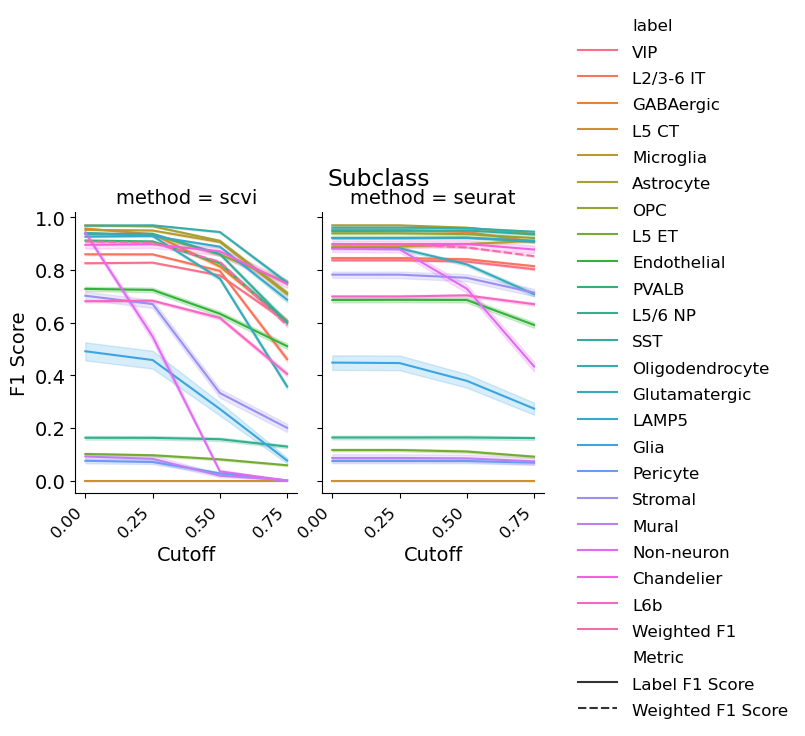 Subclass
method = scvi
method = seurat
F1 Score
1.0
0.8
0.6
0.4
0.2
0.0
0.00
0.25
0.50
0.75
Cutoff
0.00
0.25
0.50
0.75
Cutoff
label
VIP
L2/3-6 IT
GABAergic
L5 CT
Microglia
Astrocyte
OPC
L5 ET
Endothelial
PVALB
L5/6 NP
SST
Oligodendrocyte
Glutamatergic
LAMP5
Glia
Pericyte
Stromal
Mural
Non-neuron
Chandelier
L6b
Weighted F1
Metric
Label F1 Score
Weighted F1 Score